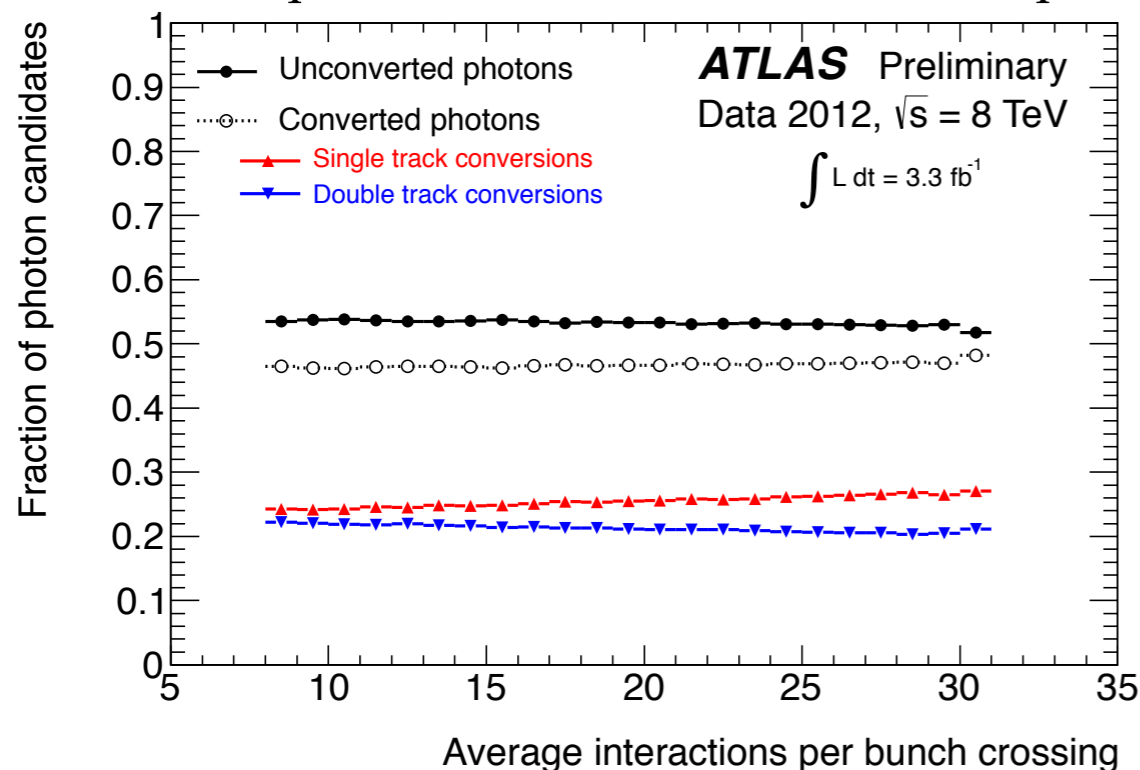 Fraction of photon candidates
1
0.9
0.8
0.7
0.6
0.5
0.4
0.3
0.2
0.1
0
Unconverted photons
Converted photons
Single track conversions
Double track conversions
ATLAS Preliminary
Data 2012, √s = 8 TeV
∫ L dt = 3.3 fb⁻¹
5 10 15 20 25 30 35
Average interactions per bunch crossing